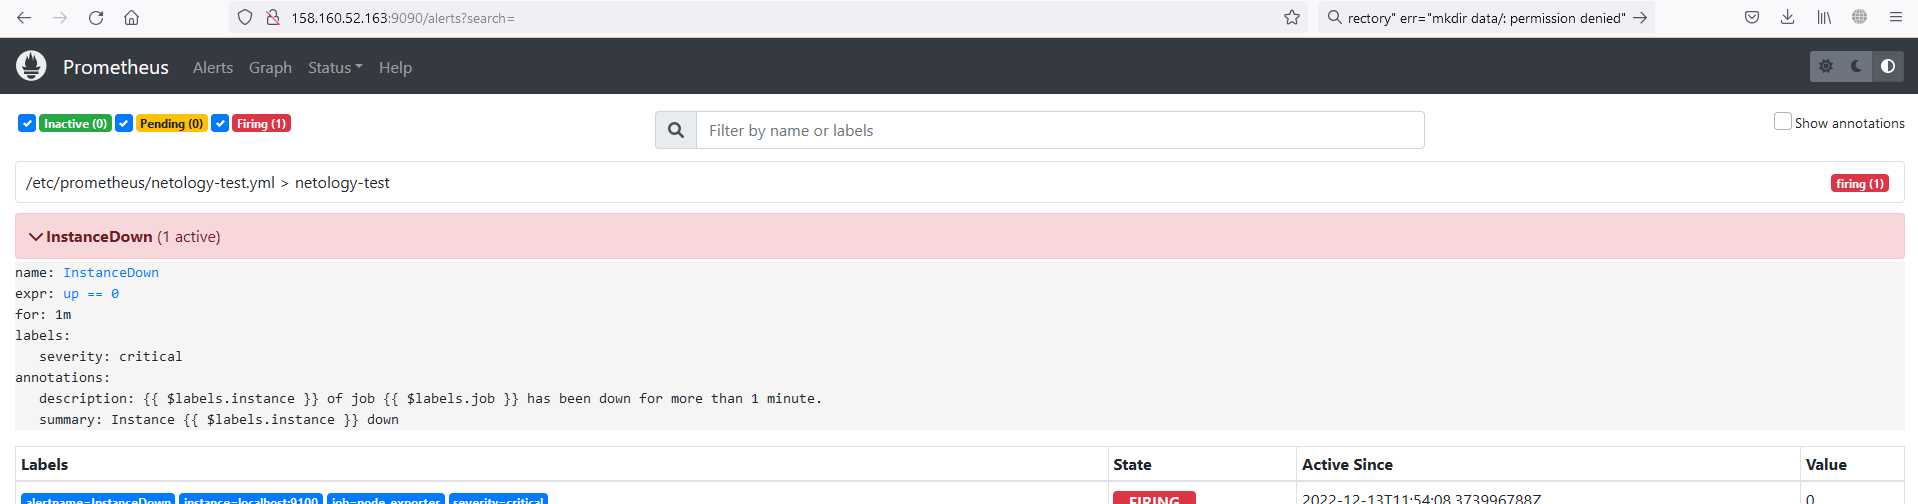 158.160.52.163:9090/alerts?search=
rectory" err="mkdir data/: permission denied"
Prometheus Alerts Graph Status Help
Inactive (0) Pending (0) Firing (1)
Filter by name or labels
Show annotations
/etc/prometheus/netology-test.yml > netology-test
firing (1)
InstanceDown (1 active)
name: InstanceDown
expr: up == 0
for: 1m
labels:
severity: critical
annotations:
description: {{ $labels.instance }} of job {{ $labels.job }} has been down for more than 1 minute.
summary: Instance {{ $labels.instance }} down
Labels State Active Since Value
alertname=InstanceDown instance=localhost:9100 job=node_exporter severity=critical FIRING 2022-12-13T11:54:08.373996788Z 0